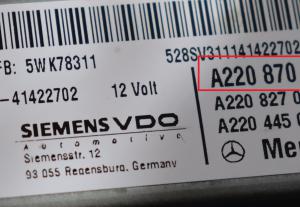 FB: 5WK78311
528SV311141422702
-41422702 12 Volt
A220 870
A220 827 0
A220 445 0
SIEMENS VDO
Automotive
Siemensstr. 12
93 055 Regensburg, Germany
Me